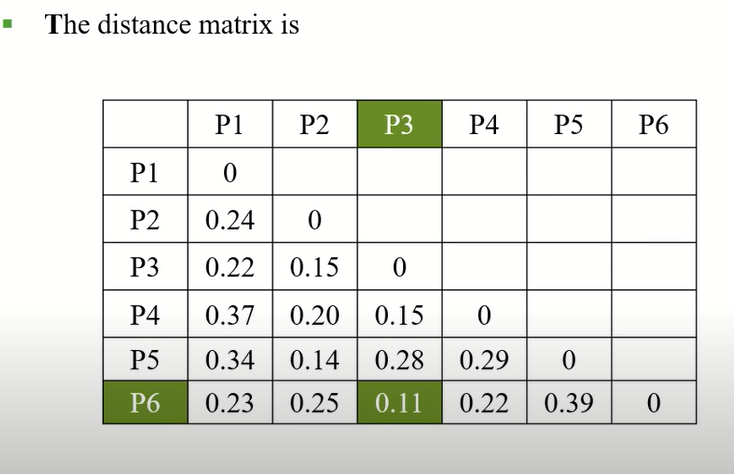 The distance matrix is
P1 P2 P3 P4 P5 P6
P1 0
P2 0.24 0
P3 0.22 0.15 0
P4 0.37 0.20 0.15 0
P5 0.34 0.14 0.28 0.29 0
P6 0.23 0.25 0.11 0.22 0.39 0